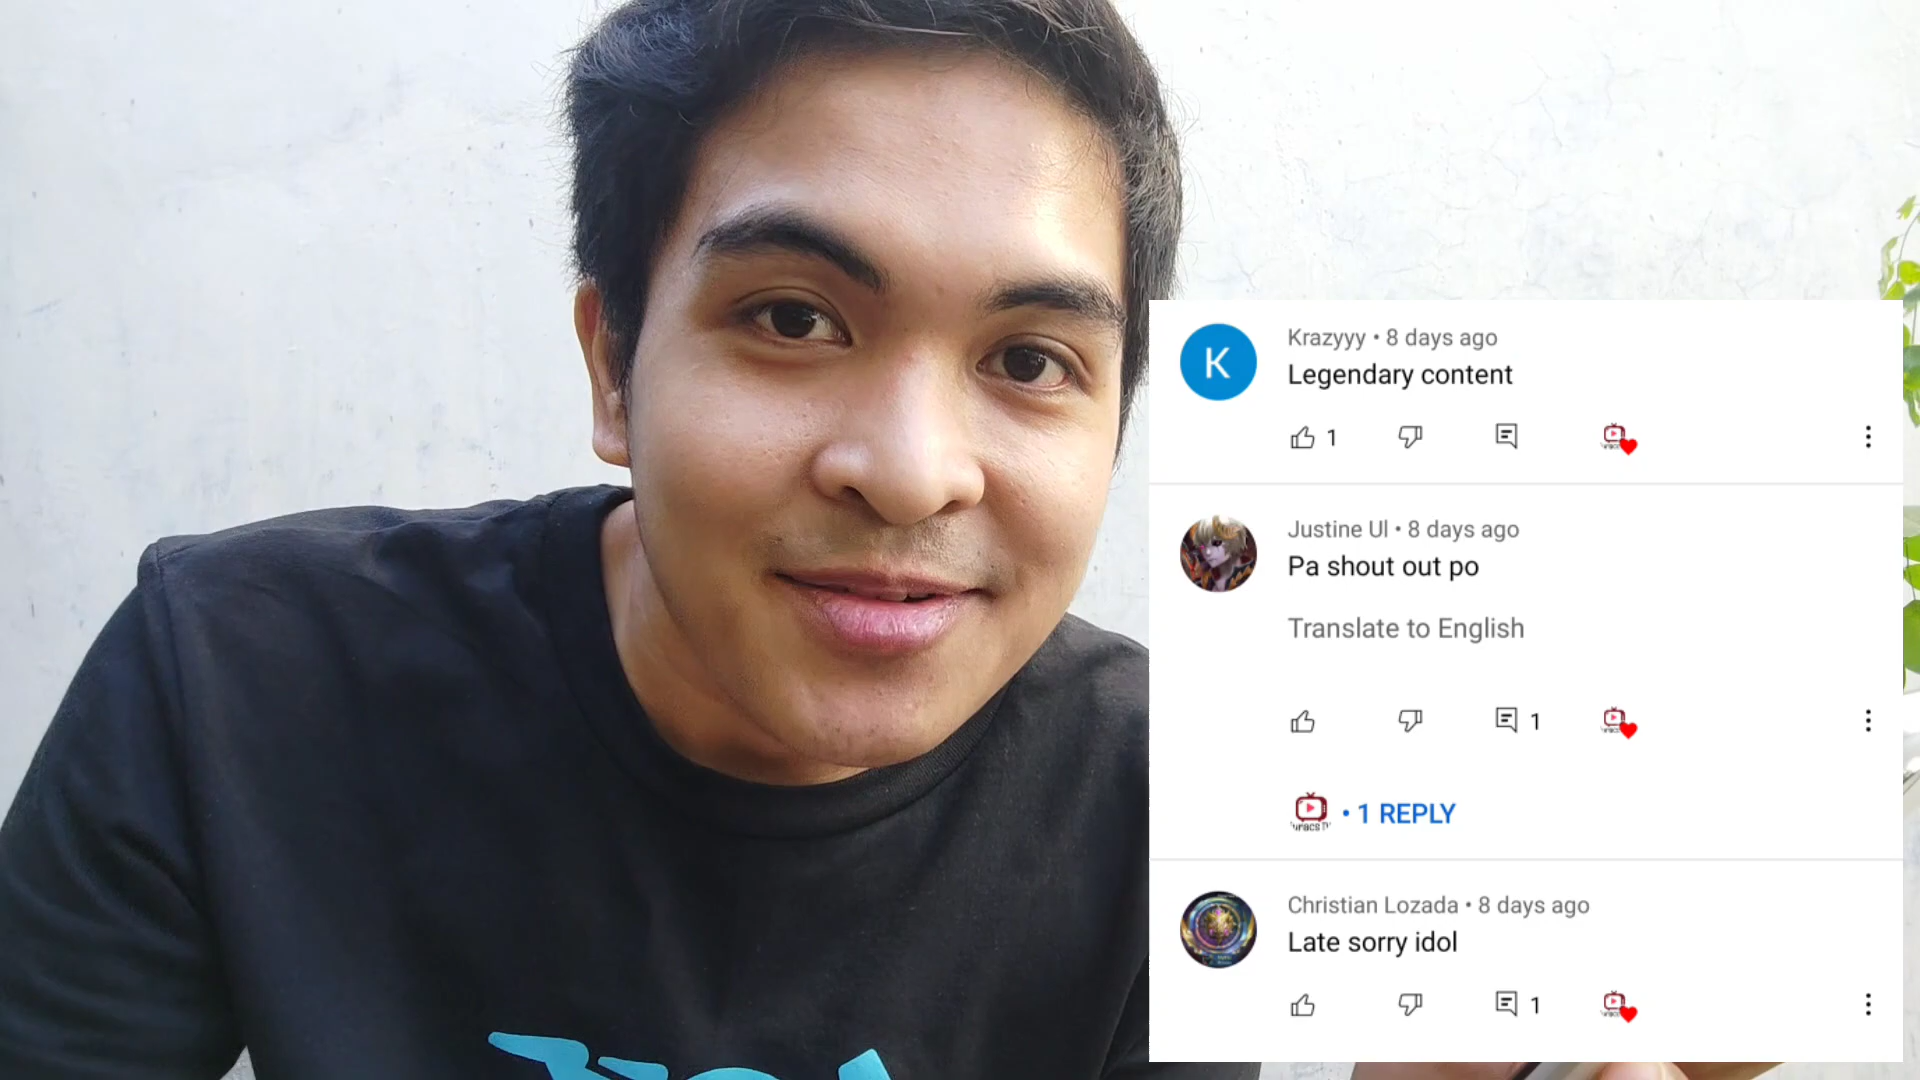 K
Krazyyy • 8 days ago
Legendary content
1
Justine Ul • 8 days ago
Pa shout out po
Translate to English
1
• 1 REPLY
Christian Lozada • 8 days ago
Late sorry idol
1